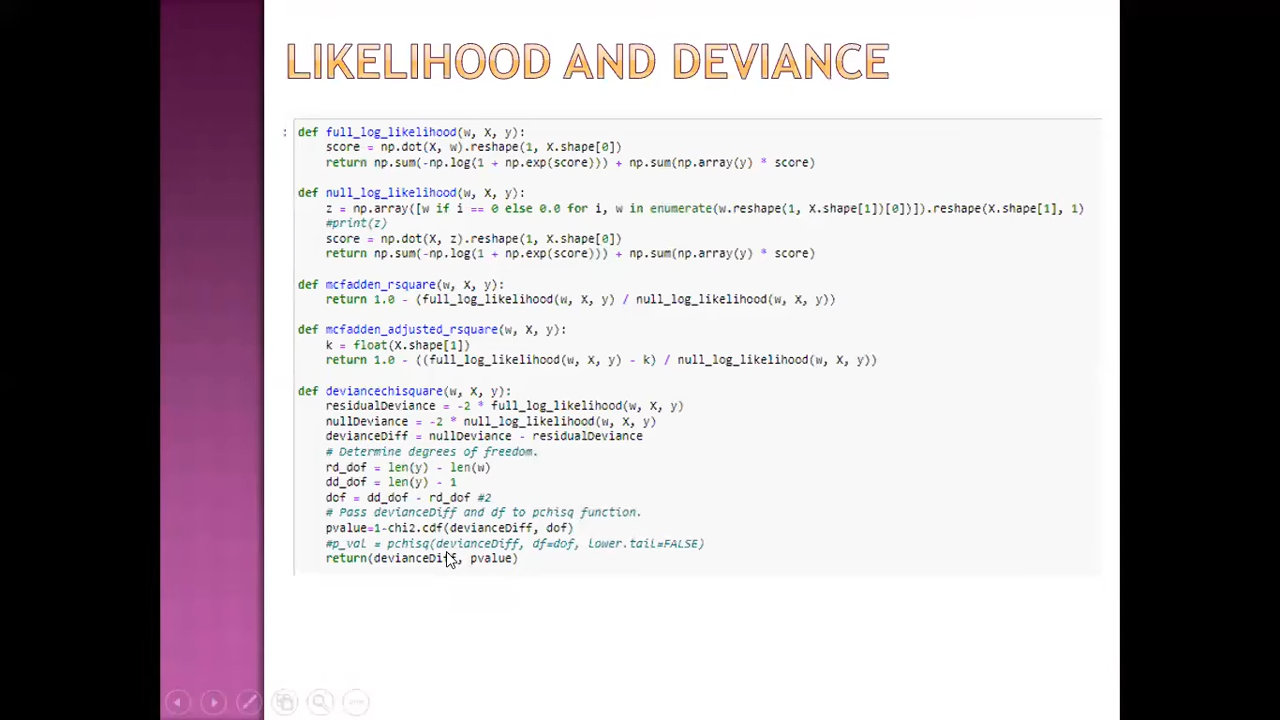 LIKELIHOOD AND DEVIANCE
: def full_log_likelihood(w, X, y):
score = np.dot(X, w).reshape(1, X.shape[0])
return np.sum(-np.log(1 + np.exp(score))) + np.sum(np.array(y) * score)
def null_log_likelihood(w, X, y):
z = np.array([w if i == 0 else 0.0 for i, w in enumerate(w.reshape(1, X.shape[1])[0])]).reshape(X.shape[1], 1)
#print(z)
score = np.dot(X, z).reshape(1, X.shape[0])
return np.sum(-np.log(1 + np.exp(score))) + np.sum(np.array(y) * score)
def mcfadden_rsquare(w, X, y):
return 1.0 - (full_log_likelihood(w, X, y) / null_log_likelihood(w, X, y))
def mcfadden_adjusted_rsquare(w, X, y):
k = float(X.shape[1])
return 1.0 - ((full_log_likelihood(w, X, y) - k) / null_log_likelihood(w, X, y))
def deviancechisquare(w, X, y):
residualDeviance = -2 * full_log_likelihood(w, X, y)
nullDeviance = -2 * null_log_likelihood(w, X, y)
devianceDiff = nullDeviance - residualDeviance
# Determine degrees of freedom.
rd_dof = len(y) - len(w)
dd_dof = len(y) - 1
dof = dd_dof - rd_dof #2
# Pass devianceDiff and df to pchisq function.
pvalue=1-chi2.cdf(devianceDiff, dof)
#p_val = pchisq(devianceDiff, df=dof, lower.tail=FALSE)
return(devianceDiff, pvalue)